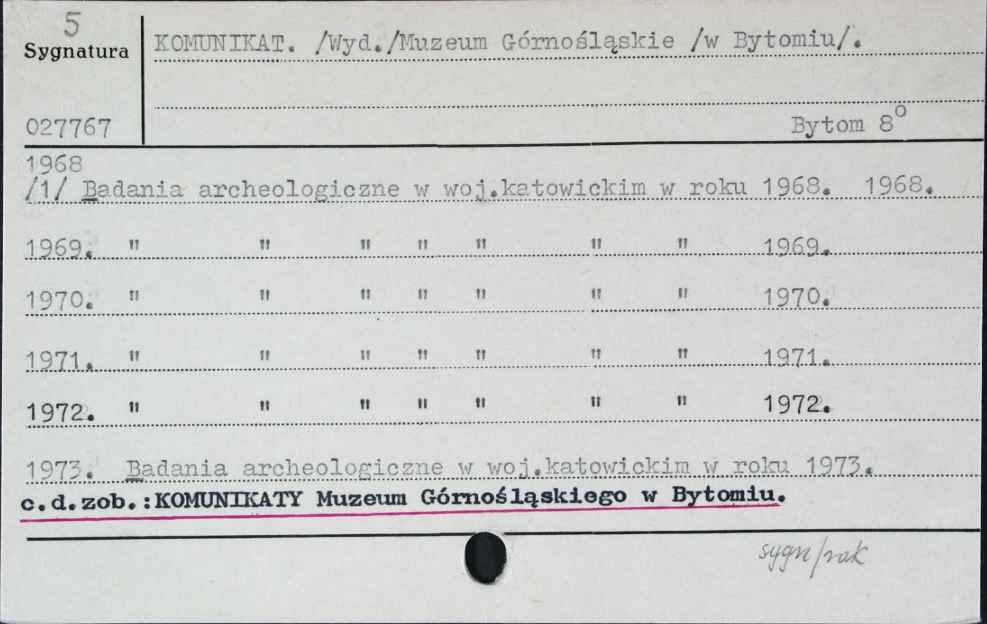 5
Sygnatura
KOMUNIKAT. /Wyd./Muzeum Górnośląskie /w Bytomiu/.
027767
Bytom 8º
1968
/1/ Badania archeologiczne w woj.katowickim w roku 1968. 1968.
1969. " " " " " " " 1969.
1970. " " " " " " " 1970.
1971. " " " " " " " 1971.
1972. " " " " " " " 1972.
1973. Badania archeologiczne w woj.katowickim w roku 1973.
c.d.zob.:KOMUNIKATY Muzeum Górnośląskiego w Bytomiu.
sygn/rak